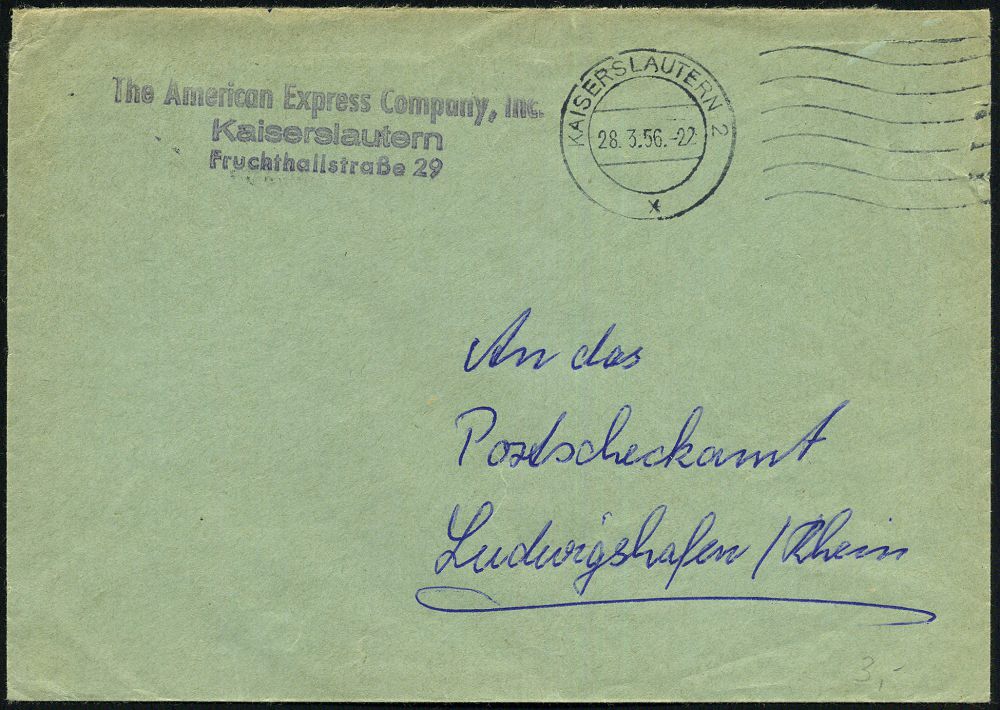 The American Express Company, Inc.
Kaiserslautern
Fruchthallstraße 29
KAISERSLAUTERN 2
28.3.56.-22
x
An das
Postscheckamt
Ludwigshafen / Rhein
3,-